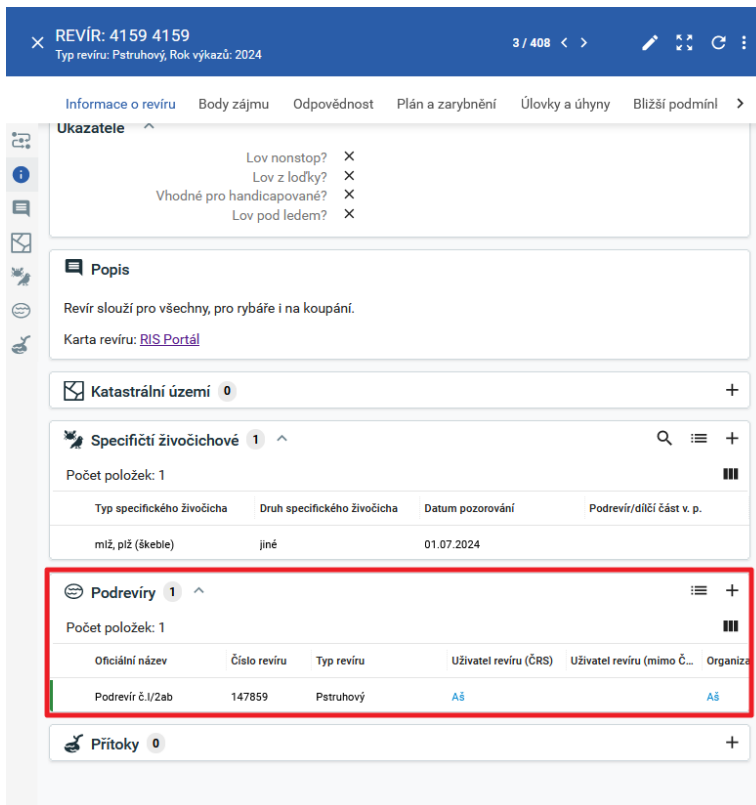 REVÍR: 4159 4159
Typ revíru: Pstruhový, Rok výkazů: 2024
3 / 408
Informace o revíru Body zájmu Odpovědnost Plán a zarybnění Úlovky a úhyny Bližší podmínl
Ukazatele
Lov nonstop?
Lov z loďky?
Vhodné pro handicapované?
Lov pod ledem?
Popis
Revír slouží pro všechny, pro rybáře i na koupání.
Karta revíru: RIS Portál
Katastrální území 0
Specifičtí živočichové 1
Počet položek: 1
Typ specifického živočicha Druh specifického živočicha Datum pozorování Podrevír/dílčí část v. p.
mlž, plž (škeble) jiné 01.07.2024
Podrevíry 1
Počet položek: 1
Oficiální název Číslo revíru Typ revíru Uživatel revíru (ČRS) Uživatel revíru (mimo Č... Organiza
Podrevír č.I/2ab 147859 Pstruhový Aš Aš
Přítoky 0